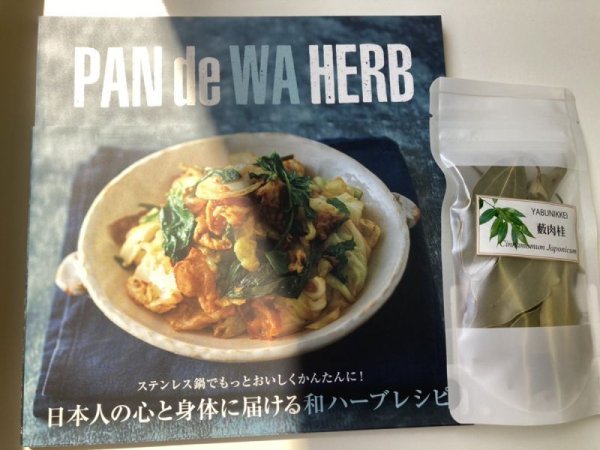 PAN de WA HERB
ステンレス鍋でもっとおいしくかんたんに!
日本人の心と身体に届ける和ハーブレシピ
YABUNIKKEI
藪肉桂
Cinnamomum Japonicum